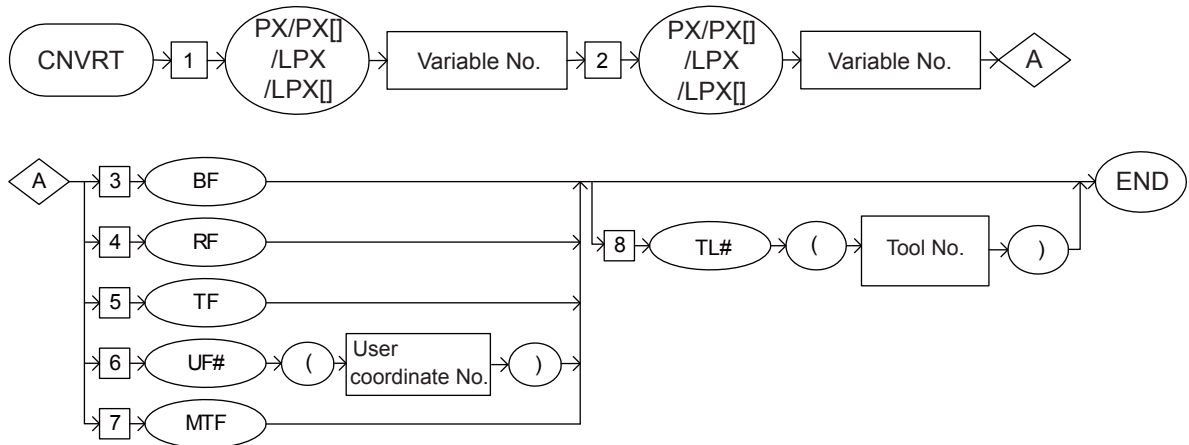 CNVRT 1 PX/PX[] /LPX /LPX[] Variable No. 2 PX/PX[] /LPX /LPX[] Variable No. A
A 3 BF END
4 RF 8 TL# ( Tool No. )
5 TF
6 UF# ( User coordinate No. )
7 MTF